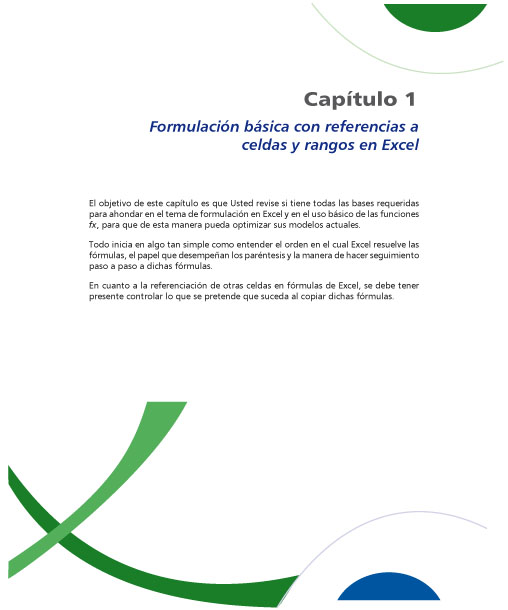 Capítulo 1
Formulación básica con referencias a
celdas y rangos en Excel
El objetivo de este capítulo es que Usted revise si tiene todas las bases requeridas
para ahondar en el tema de formulación en Excel y en el uso básico de las funciones
fx, para que de esta manera pueda optimizar sus modelos actuales.
Todo inicia en algo tan simple como entender el orden en el cual Excel resuelve las
fórmulas, el papel que desempeñan los paréntesis y la manera de hacer seguimiento
paso a paso a dichas fórmulas.
En cuanto a la referenciación de otras celdas en fórmulas de Excel, se debe tener
presente controlar lo que se pretende que suceda al copiar dichas fórmulas.